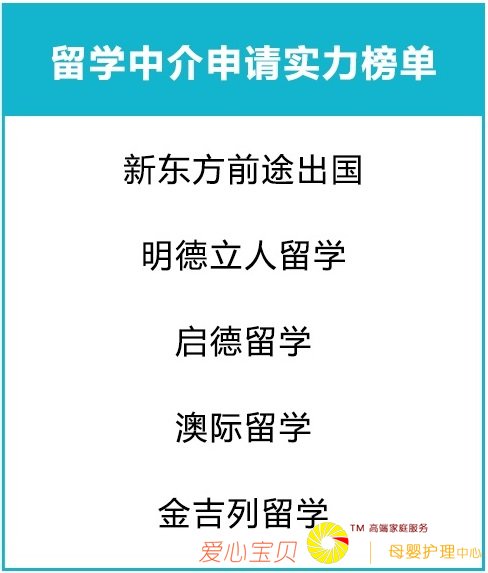 留学中介申请实力榜单
新东方前途出国
明德立人留学
启德留学
澳际留学
金吉列留学
爱心宝贝
TM 高端家庭服务
母婴护理中心